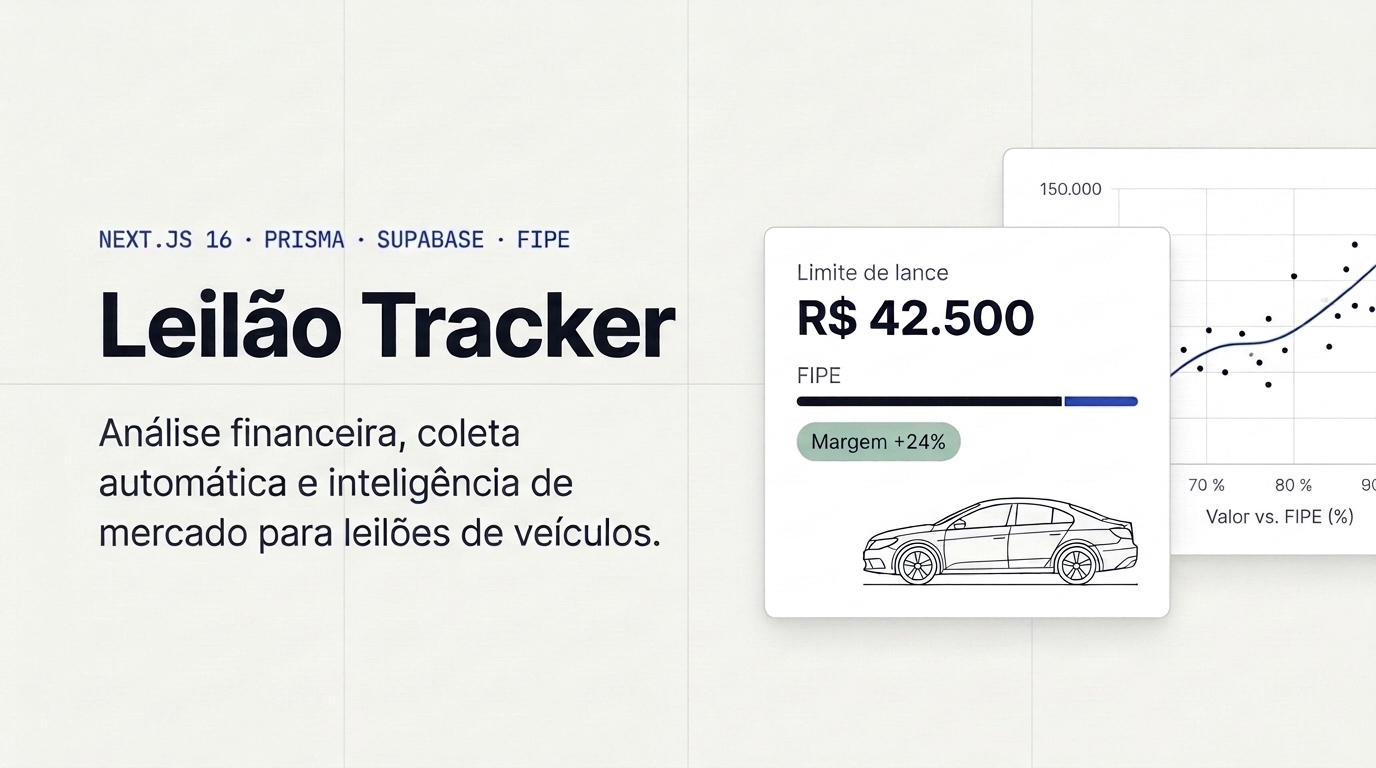 NEXT.JS 16 · PRISMA · SUPABASE · FIPE
Leilão Tracker
Análise financeira, coleta
automática e inteligência de
mercado para leilões de veículos.
Limite de lance
R$ 42.500
FIPE
Margem +24%
150.000
70 % 80 % 90
Valor vs. FIPE (%)